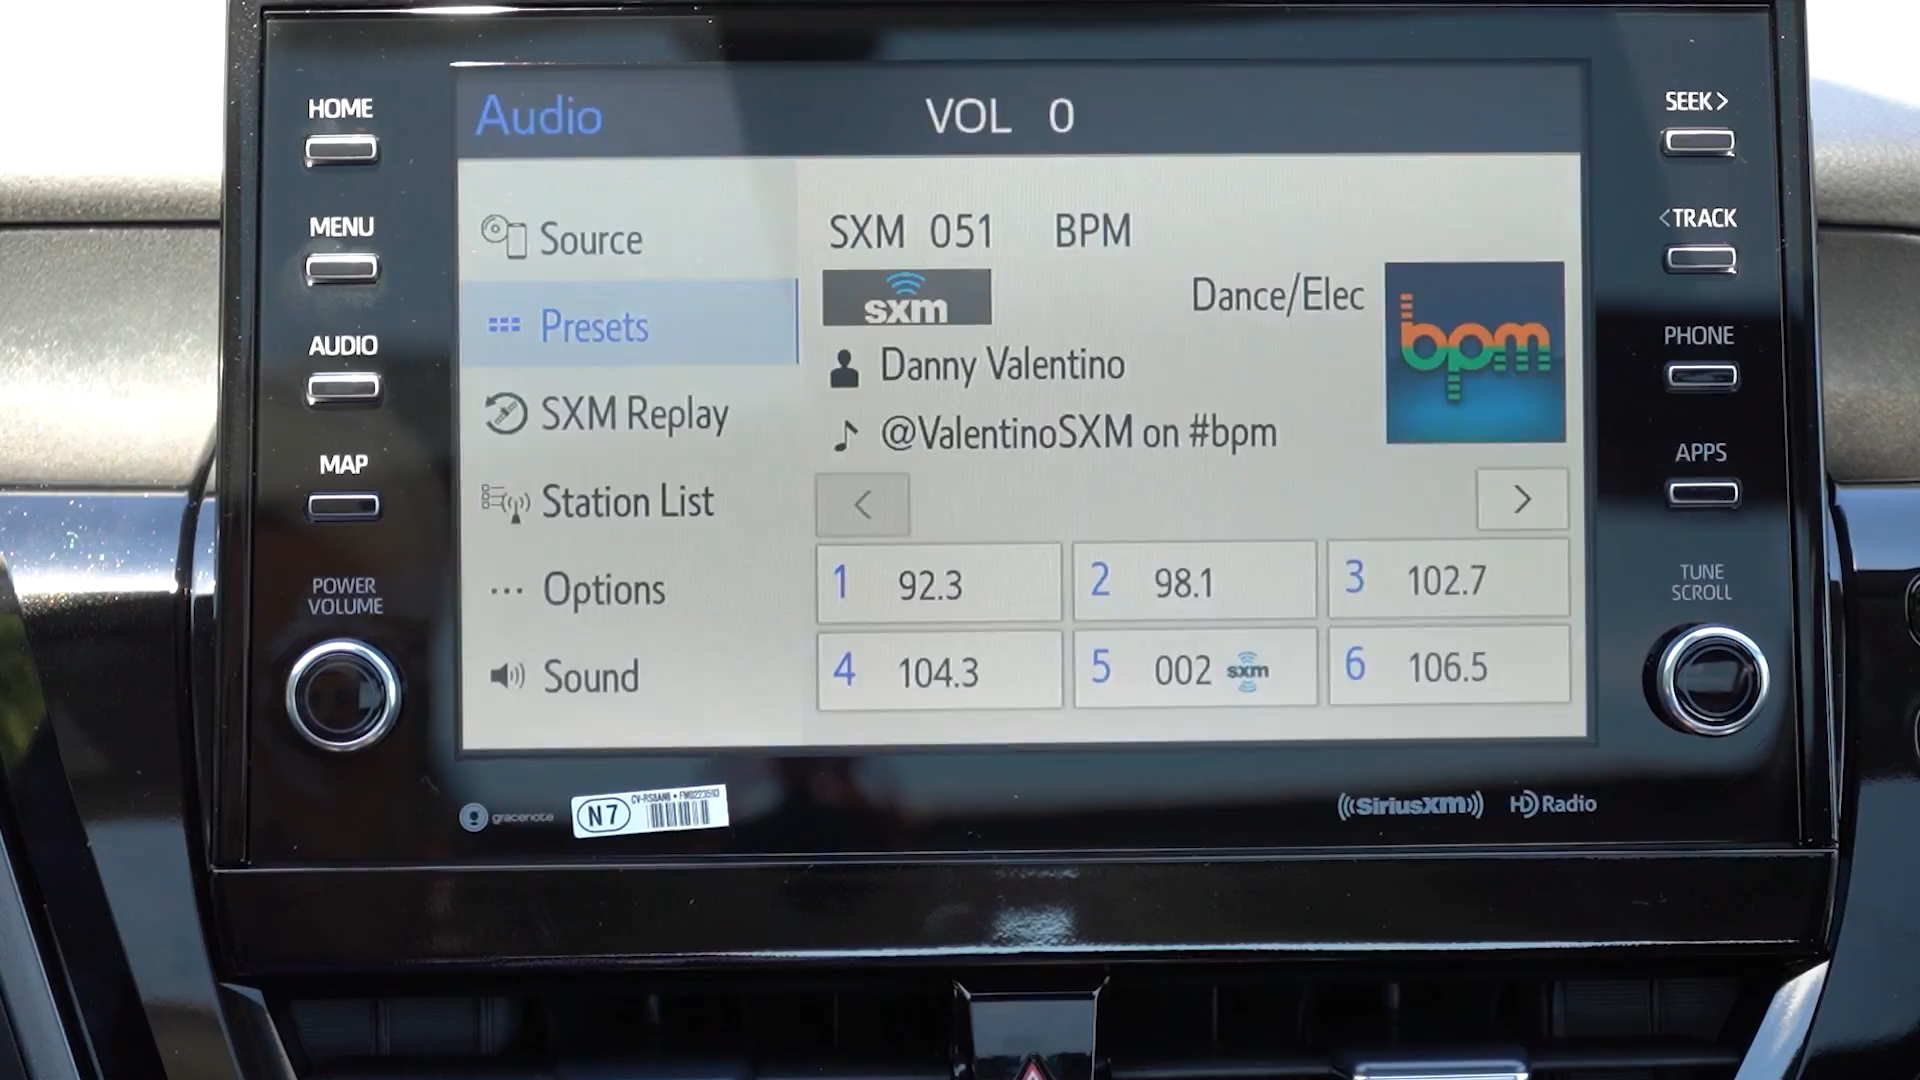 HOME
MENU
AUDIO
MAP
POWER
VOLUME
Audio
VOL 0
Source
Presets
SXM Replay
Station List
Options
Sound
SXM 051 BPM
sxm
Dance/Elec
bpm
Danny Valentino
@ValentinoSXM on #bpm
<
>
1 92.3
2 98.1
3 102.7
4 104.3
5 002 sxm
6 106.5
SEEK>
<TRACK
PHONE
APPS
TUNE
SCROLL
gracenote
N7
((SiriusXM))
HD Radio